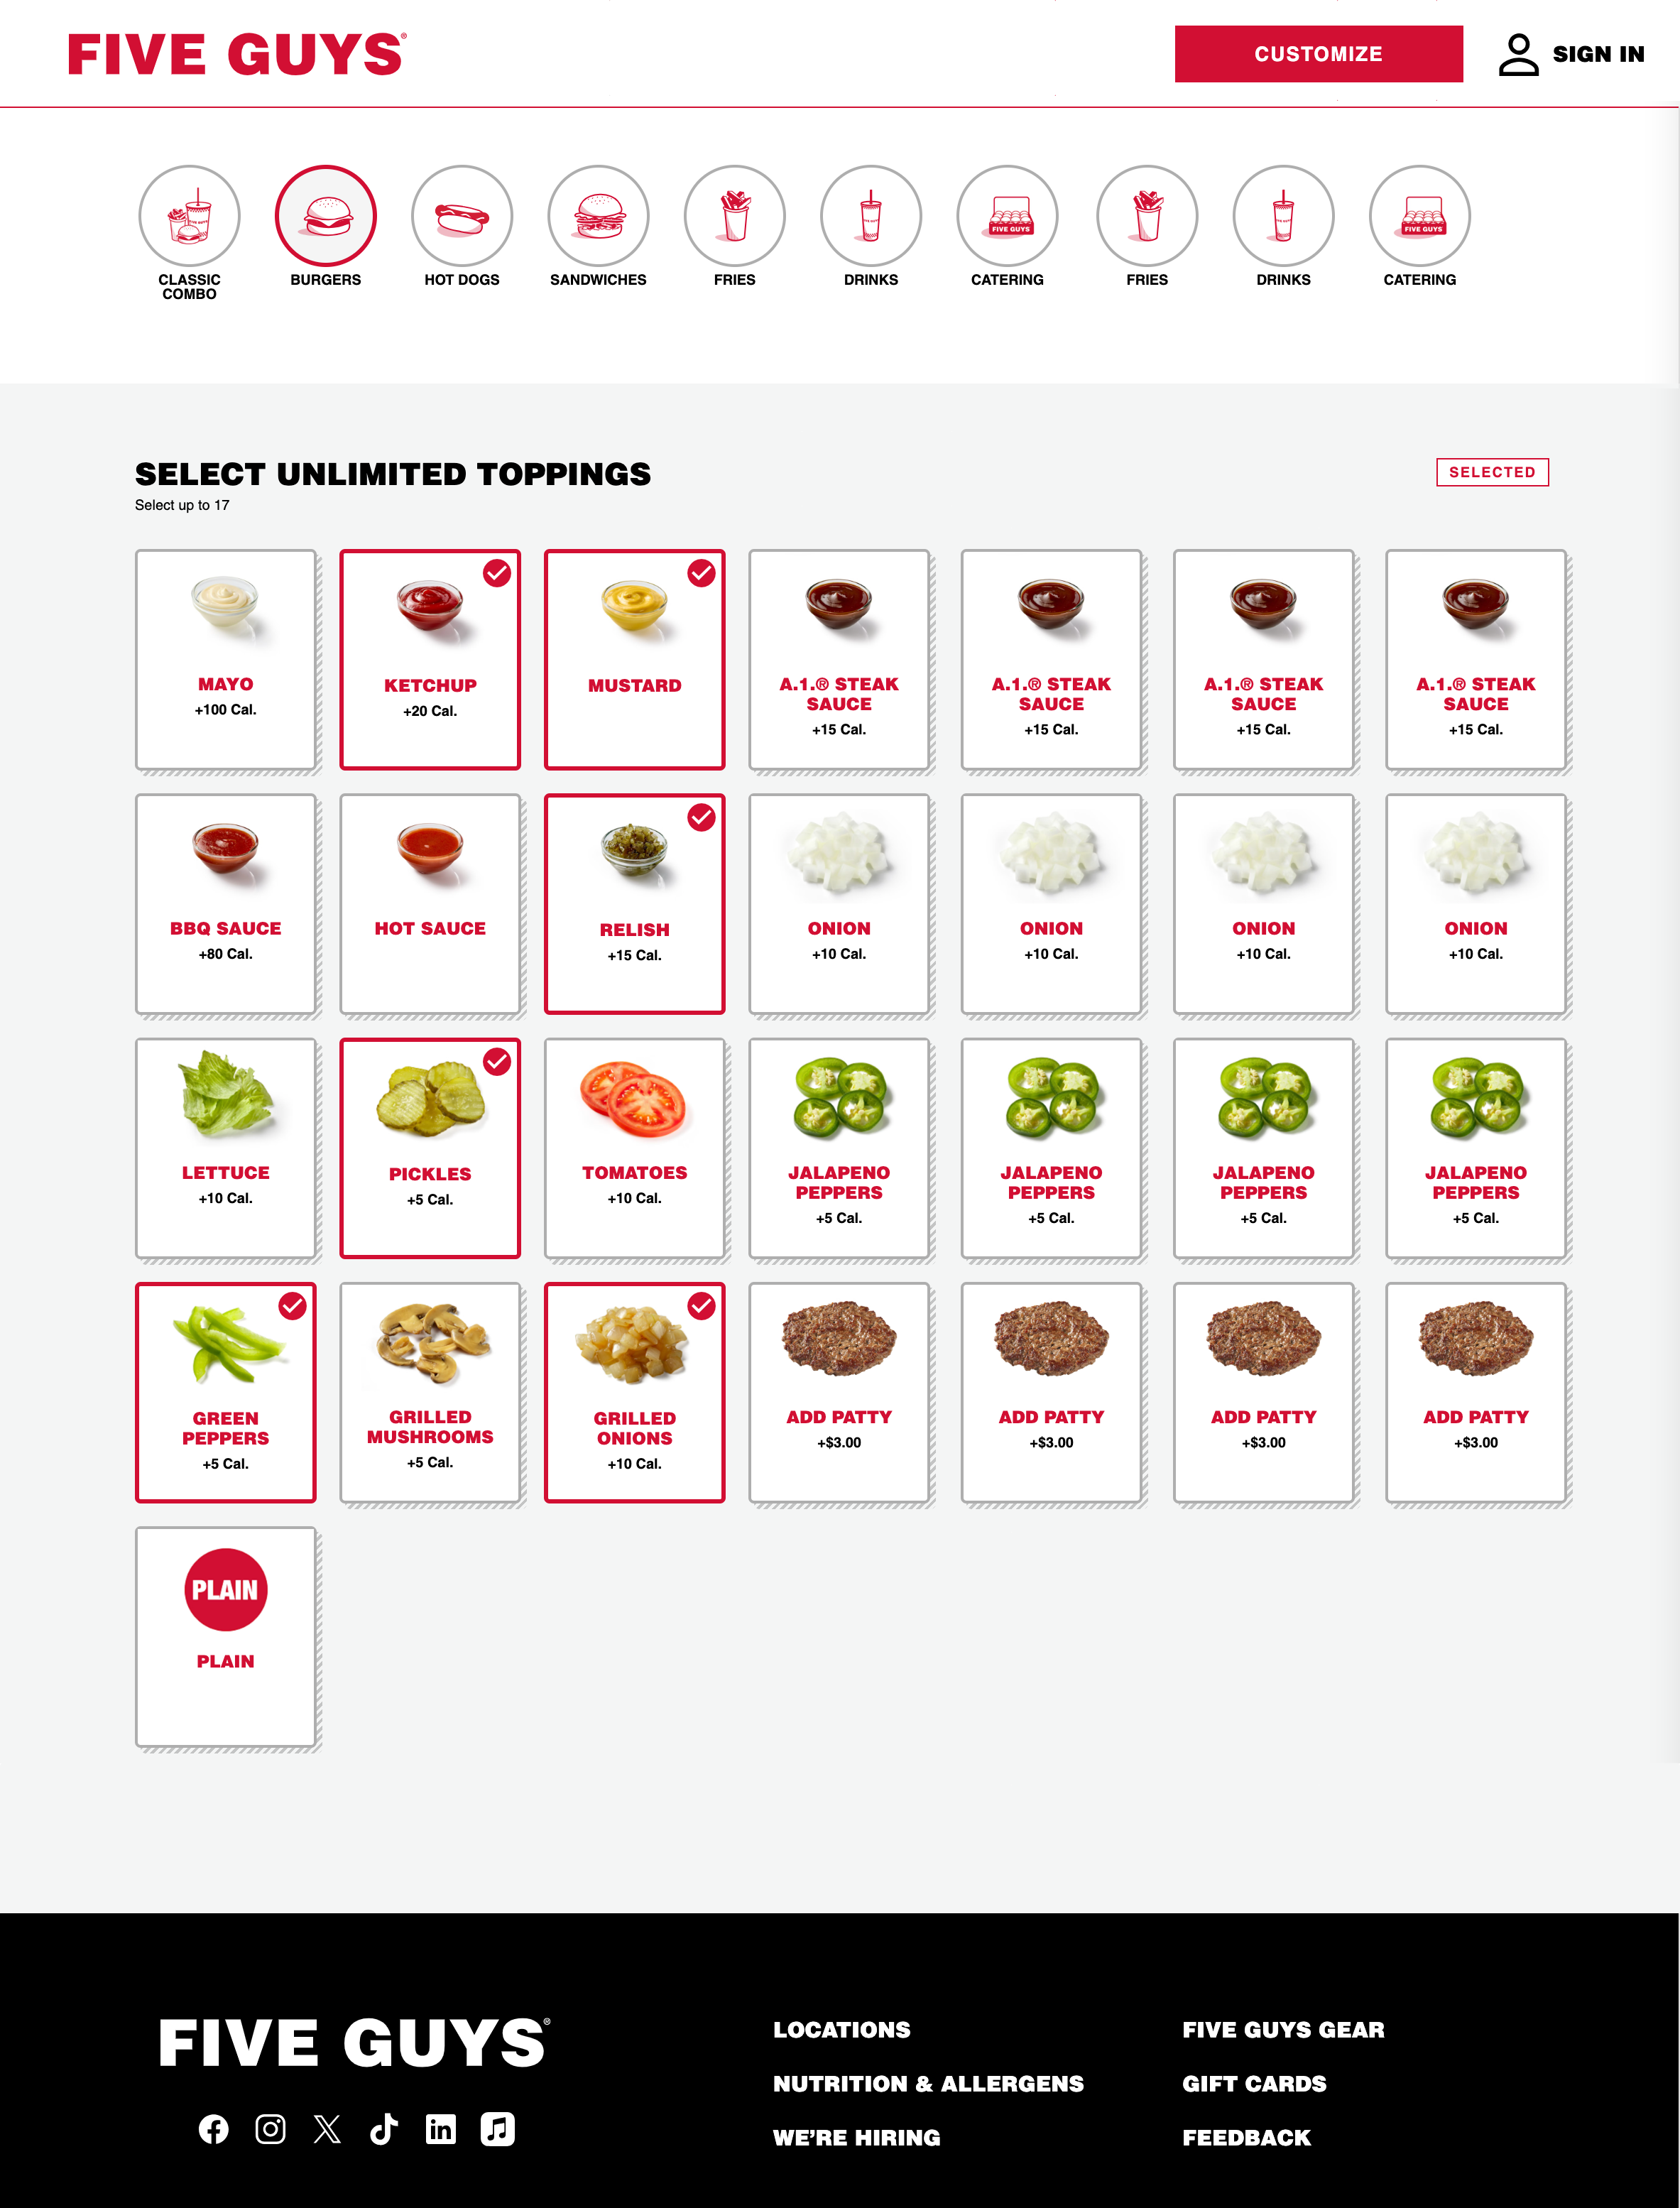 FIVE GUYS®
CUSTOMIZE
SIGN IN
CLASSIC
COMBO
BURGERS
HOT DOGS
SANDWICHES
FRIES
DRINKS
CATERING
FRIES
DRINKS
CATERING
FIVE GUYS
FIVE GUYS
SELECT UNLIMITED TOPPINGS
SELECTED
Select up to 17
MAYO
+100 Cal.
KETCHUP
+20 Cal.
MUSTARD
A.1.® STEAK
SAUCE
+15 Cal.
A.1.® STEAK
SAUCE
+15 Cal.
A.1.® STEAK
SAUCE
+15 Cal.
A.1.® STEAK
SAUCE
+15 Cal.
BBQ SAUCE
+80 Cal.
HOT SAUCE
RELISH
+15 Cal.
ONION
+10 Cal.
ONION
+10 Cal.
ONION
+10 Cal.
ONION
+10 Cal.
LETTUCE
+10 Cal.
PICKLES
+5 Cal.
TOMATOES
+10 Cal.
JALAPENO
PEPPERS
+5 Cal.
JALAPENO
PEPPERS
+5 Cal.
JALAPENO
PEPPERS
+5 Cal.
JALAPENO
PEPPERS
+5 Cal.
GREEN
PEPPERS
+5 Cal.
GRILLED
MUSHROOMS
+5 Cal.
GRILLED
ONIONS
+10 Cal.
ADD PATTY
+$3.00
ADD PATTY
+$3.00
ADD PATTY
+$3.00
ADD PATTY
+$3.00
PLAIN
PLAIN
FIVE GUYS®
LOCATIONS
FIVE GUYS GEAR
NUTRITION & ALLERGENS
GIFT CARDS
WE’RE HIRING
FEEDBACK